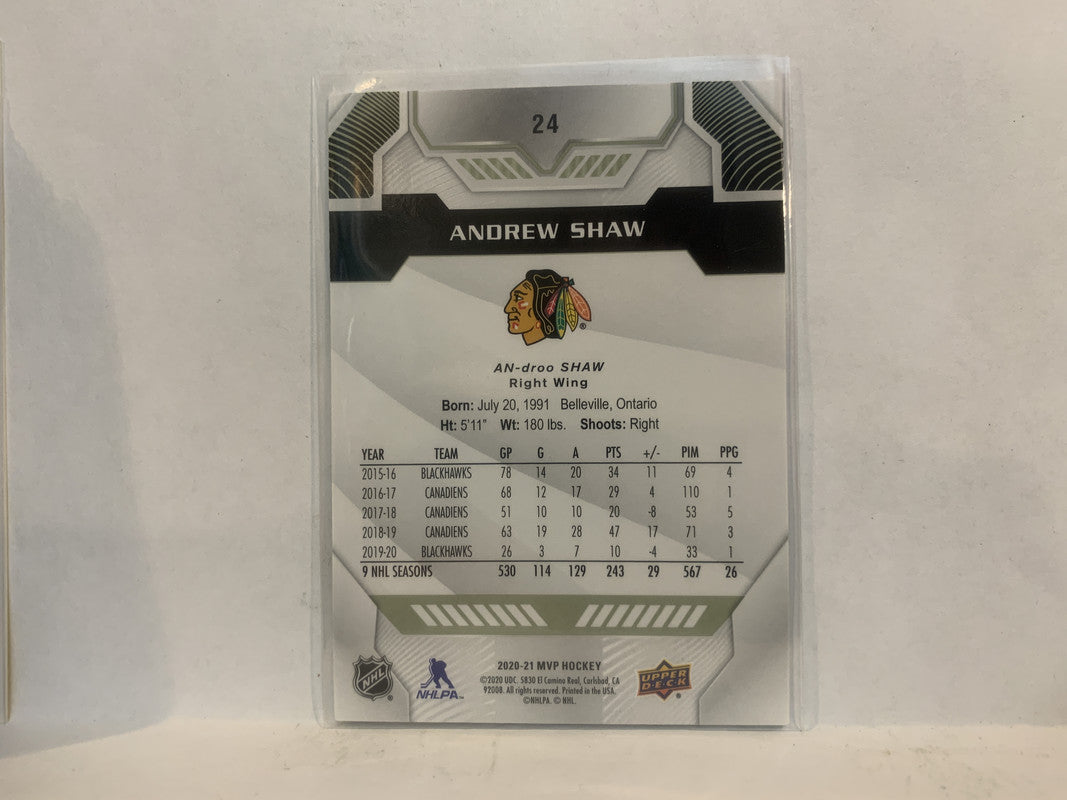 24
ANDREW SHAW
®
AN-droo SHAW
Right Wing
Born: July 20, 1991 Belleville, Ontario
Ht: 5'11" Wt: 180 lbs. Shoots: Right
YEAR TEAM GP G A PTS +/- PIM PPG
2015-16 BLACKHAWKS 78 14 20 34 11 69 4
2016-17 CANADIENS 68 12 17 29 4 110 1
2017-18 CANADIENS 51 10 10 20 -8 53 5
2018-19 CANADIENS 63 19 28 47 17 71 3
2019-20 BLACKHAWKS 26 3 7 10 -4 33 1
9 NHL SEASONS 530 114 129 243 29 567 26
2020-21 MVP HOCKEY
©2020 UDC. 5830 El Camino Real, Carlsbad, CA
92008. All rights reserved. Printed in the USA.
©NHLPA. © NHL.
NHL ®
NHLPA™
UPPER
DECK ®